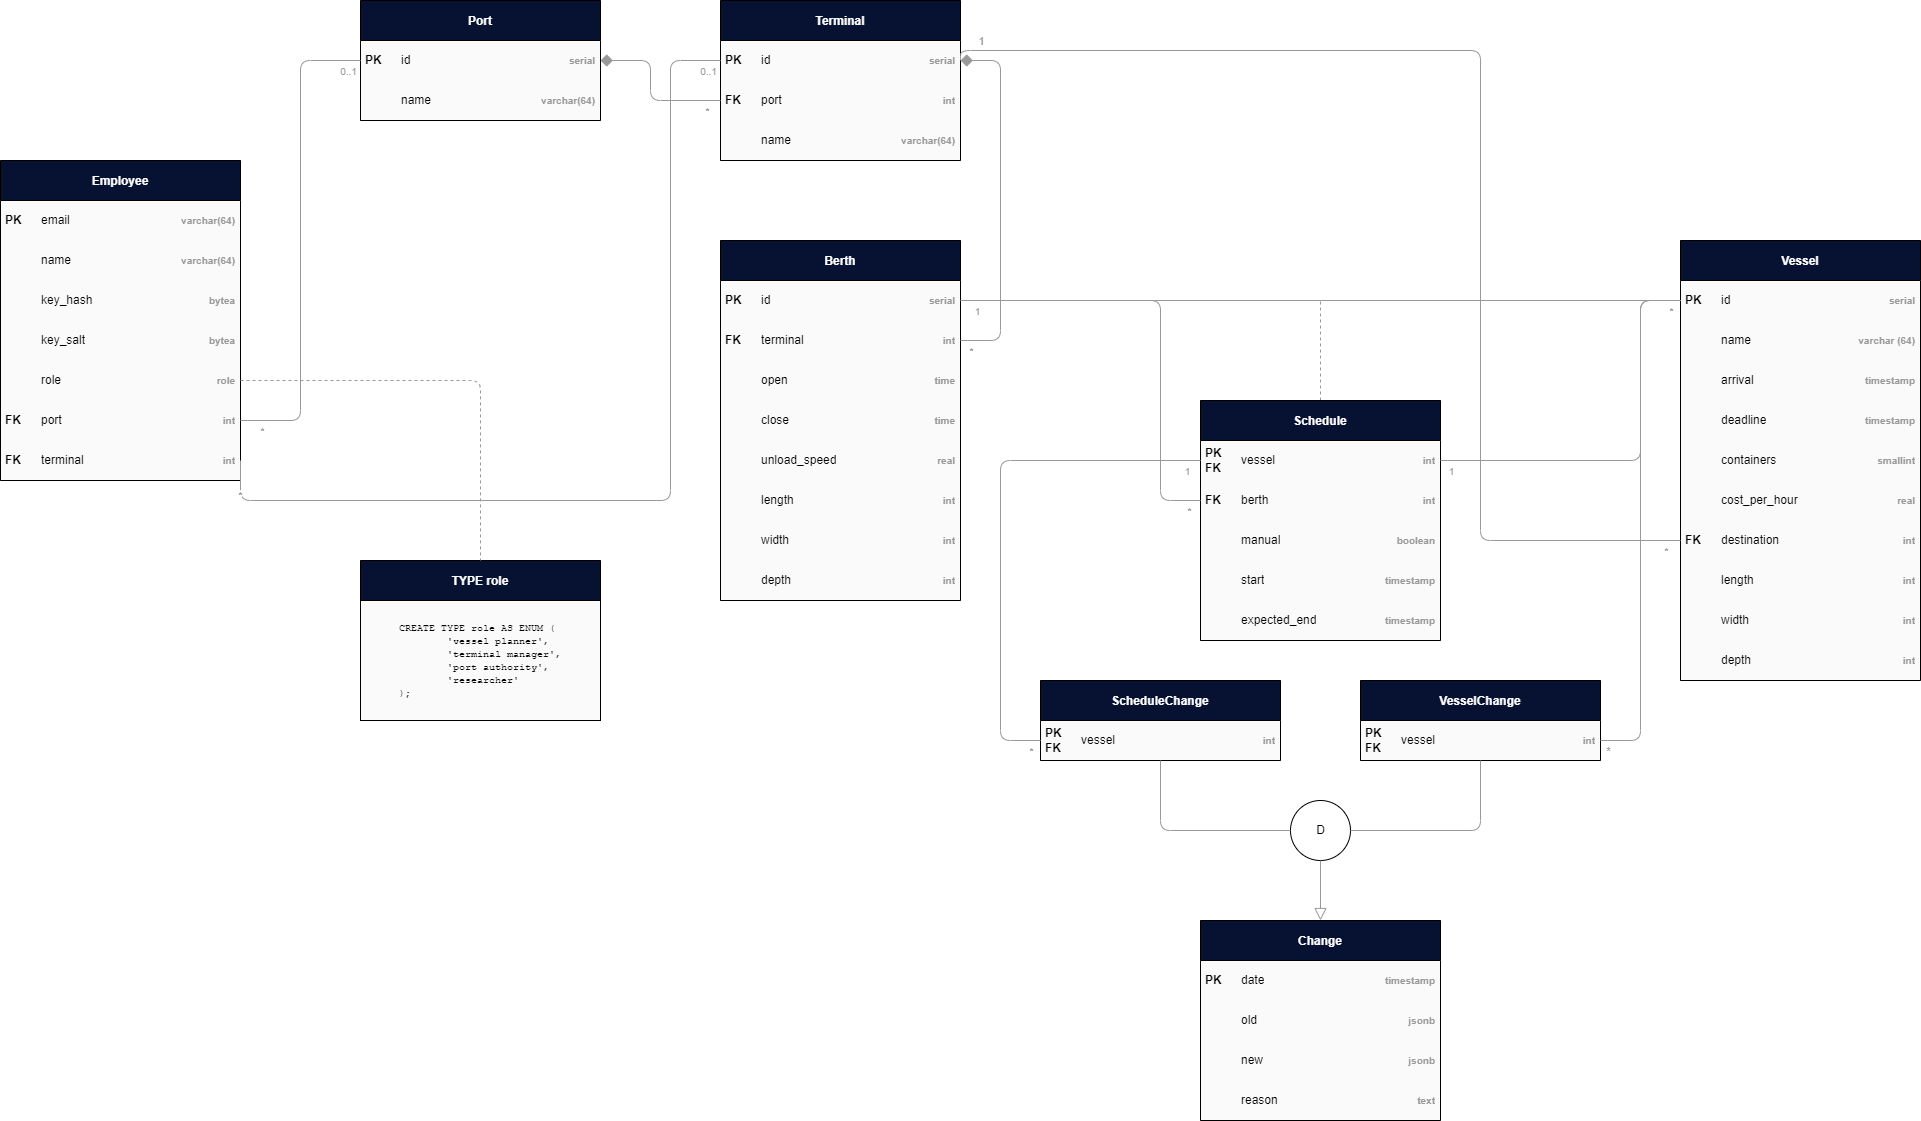 Port
PK id serial
name varchar(64)
0..1
*
Terminal
PK id serial
FK port int
name varchar(64)
0..1
1
*
Employee
PK email varchar(64)
name varchar(64)
key_hash bytea
key_salt bytea
role role
FK port int
FK terminal int
*
*
Berth
PK id serial
FK terminal int
open time
close time
unload_speed real
length int
width int
depth int
1
*
Vessel
PK id serial
name varchar (64)
arrival timestamp
deadline timestamp
containers smallint
cost_per_hour real
FK destination int
length int
width int
depth int
*
Schedule
PK
FK vessel int
FK berth int
manual boolean
start timestamp
expected_end timestamp
1
1
*
TYPE role
CREATE TYPE role AS ENUM (
'vessel planner',
'terminal manager',
'port authority',
'researcher'
);
ScheduleChange
PK
FK vessel int
*
VesselChange
PK
FK vessel int
*
D
Change
PK date timestamp
old jsonb
new jsonb
reason text